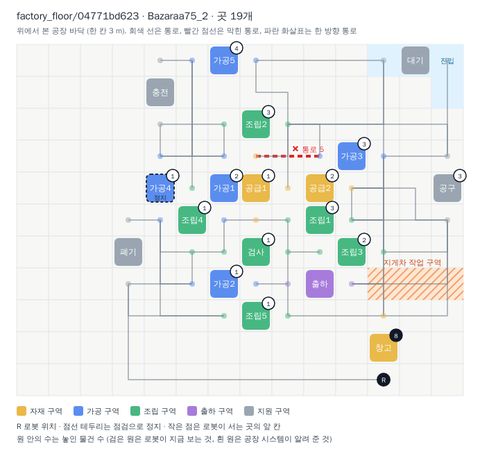 factory_floor/04771bd623 · Bazaraa75_2 · 곳 19개
위에서 본 공장 바닥 (한 칸 3 m). 회색 선은 통로, 빨간 점선은 막힌 통로, 파란 화살표는 한 방향 통로
가공5 4
대기
진입
충전
조립2 3
✖ 통로 5
가공3 3
가공4 1
정지
가공1 2
공급1 1
공급2 2
공구 3
조립4 1
조립1 3
폐기
검사 1
조립3 2
지게차 작업 구역
가공2 1
출하
조립5 1
창고 8
R
자재 구역
가공 구역
조립 구역
출하 구역
지원 구역
R 로봇 위치 · 점선 테두리는 점검으로 정지 · 작은 점은 로봇이 서는 곳의 앞 칸
원 안의 수는 놓인 물건 수 (검은 원은 로봇이 지금 보는 것, 흰 원은 공장 시스템이 알려 준 것)